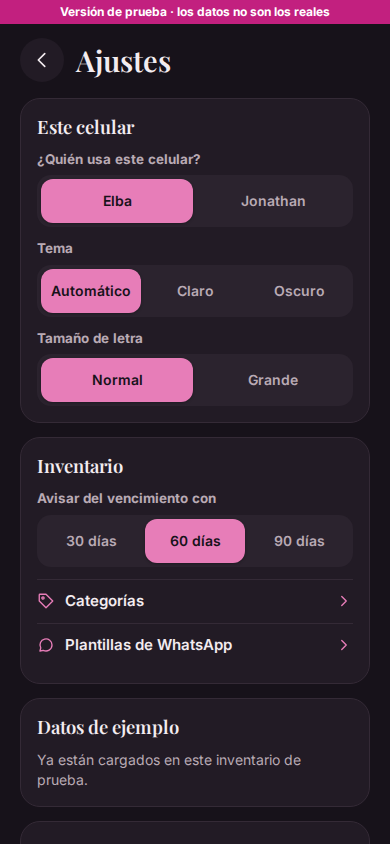 Versión de prueba · los datos no son los reales
Ajustes
Este celular
¿Quién usa este celular?
Elba
Jonathan
Tema
Automático
Claro
Oscuro
Tamaño de letra
Normal
Grande
Inventario
Avisar del vencimiento con
30 días
60 días
90 días
Categorías
Plantillas de WhatsApp
Datos de ejemplo
Ya están cargados en este inventario de
prueba.